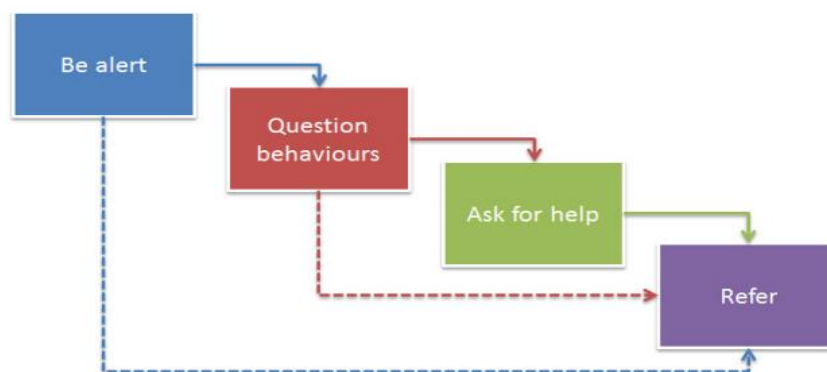 Be alert
Question
behaviours
Ask for help
Refer